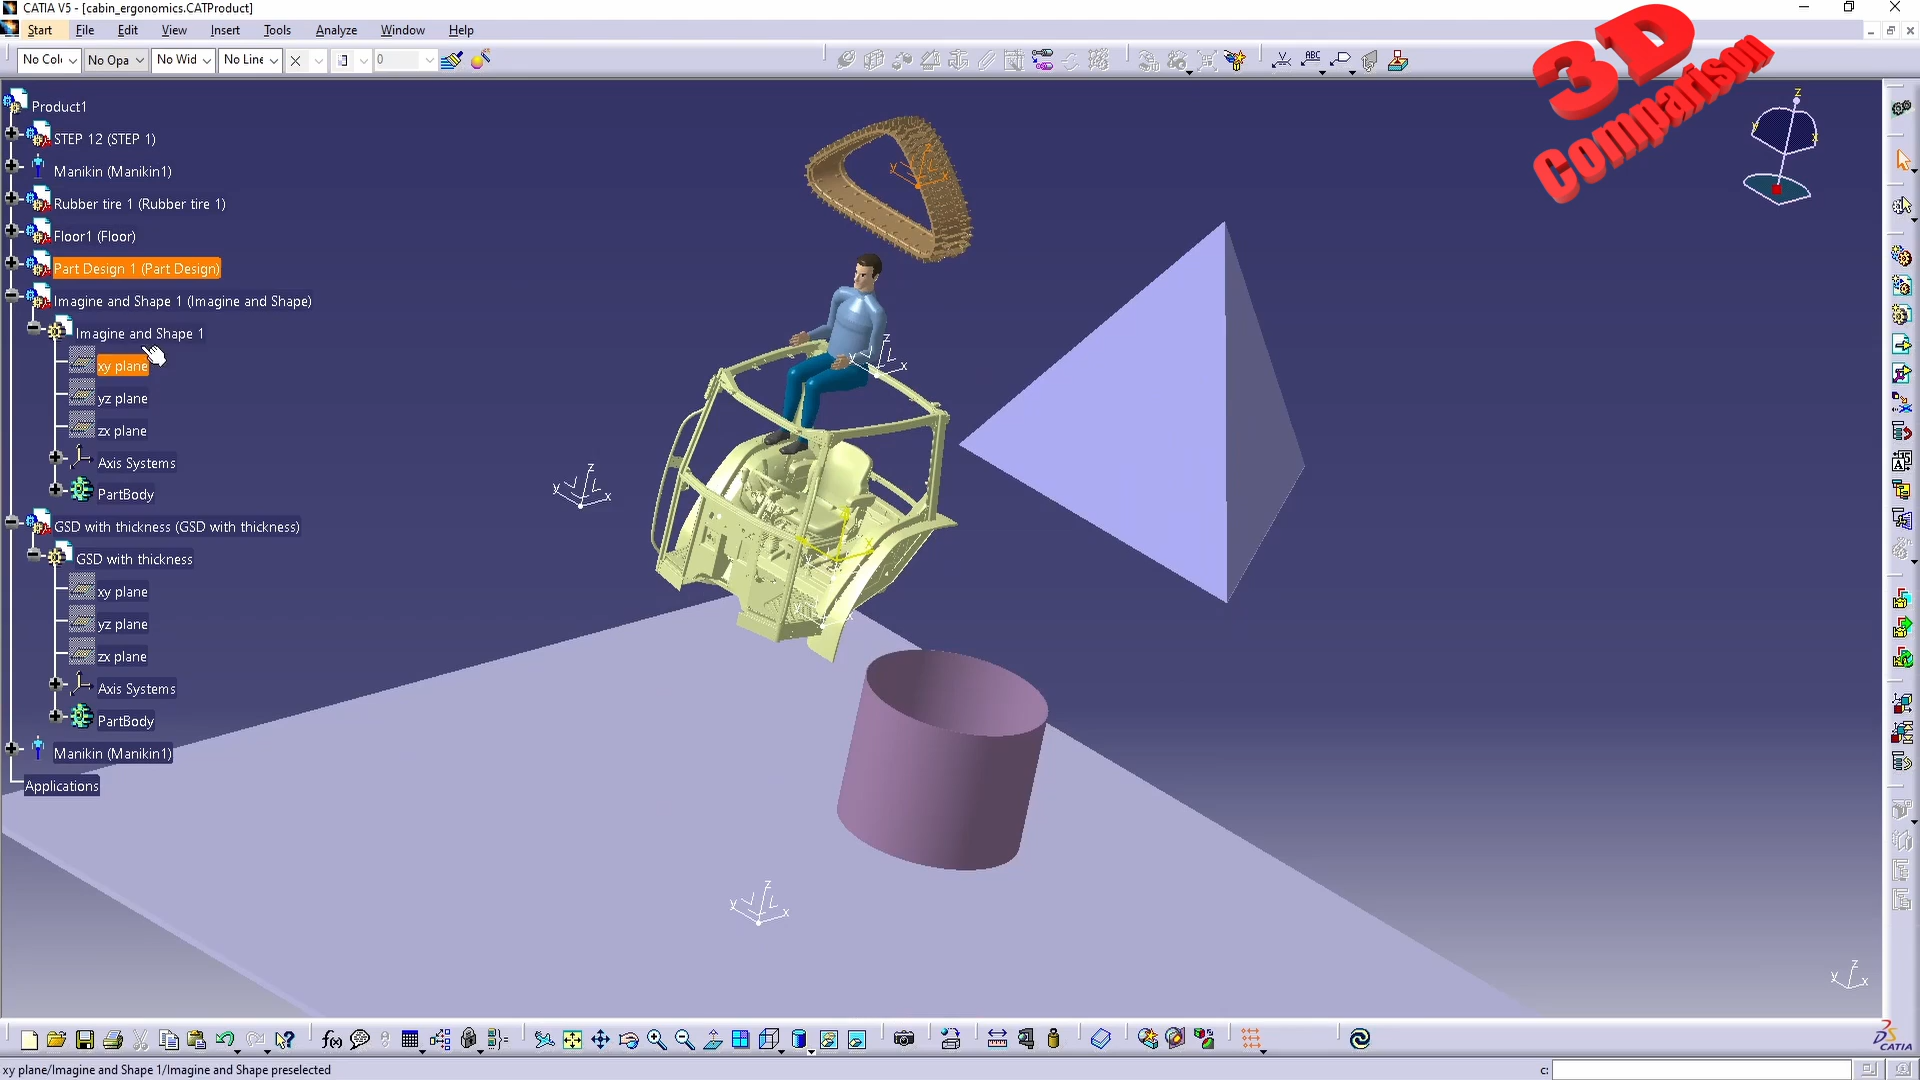 CATIA V5 - [cabin_ergonomics.CATProduct]
Start File Edit View Insert Tools Analyze Window Help
No Col No Opa No Wid No Line 0
ABC
3D
Comparison
Product1
STEP 12 (STEP 1)
Manikin (Manikin1)
Rubber tire 1 (Rubber tire 1)
Floor1 (Floor)
Part Design 1 (Part Design)
Imagine and Shape 1 (Imagine and Shape)
Imagine and Shape 1
xy plane
yz plane
zx plane
Axis Systems
PartBody
GSD with thickness (GSD with thickness)
GSD with thickness
xy plane
yz plane
zx plane
Axis Systems
PartBody
Manikin (Manikin1)
Applications
z
y
x
z
y
x
z
y
x
CATIA
xy plane/Imagine and Shape 1/Imagine and Shape preselected
c: